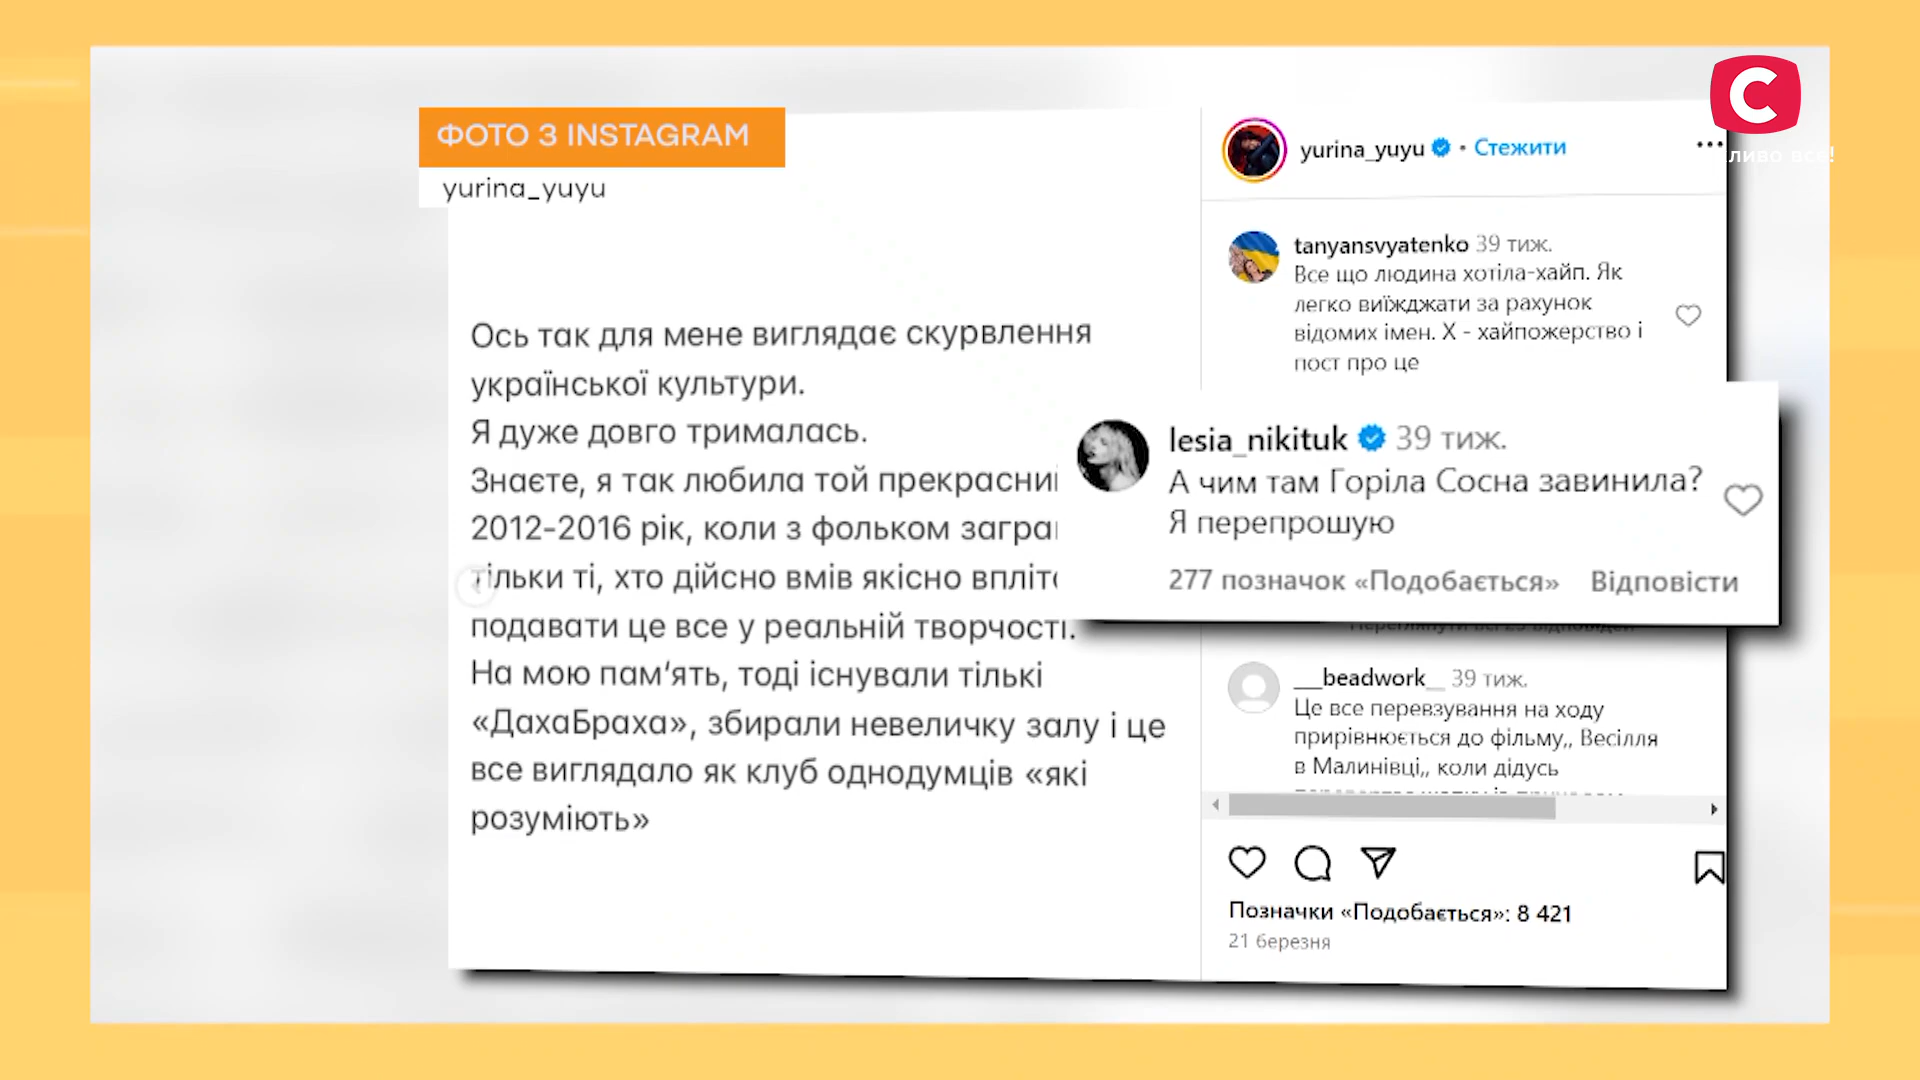 ФОТО З INSTAGRAM
yurina_yuyu
Ось так для мене виглядає скурвлення
української культури.
Я дуже довго трималась.
Знаєте, я так любила той
2012-2016 рік, коли з фольком
тільки ті, хто дійсно вмів якісно
подавати це все у реальній творчості.
На мою пам‘ять, тоді існували тількі
«ДахаБраха», збирали невеличку залу і це
все виглядало як клуб однодумців «які
розуміють»
yurina_yuyu • Стежити
tanyansvyatenko 39 тиж.
Все що людина хотіла-хайп. Як
легко виїжджати за рахунок
відомих імен. Х - хайпожерство і
пост про це
lesia_nikituk 39 тиж.
А чим там Горіла Сосна завинила?
Я перепрошую
277 позначок «Подобається» Відповісти
___beadwork__ 39 тиж.
Це все перевзування на ходу
прирівнюється до фільму,, Весілля
в Малинівці,, коли дідусь
Позначки «Подобається»: 8 421
21 березня
С
все!